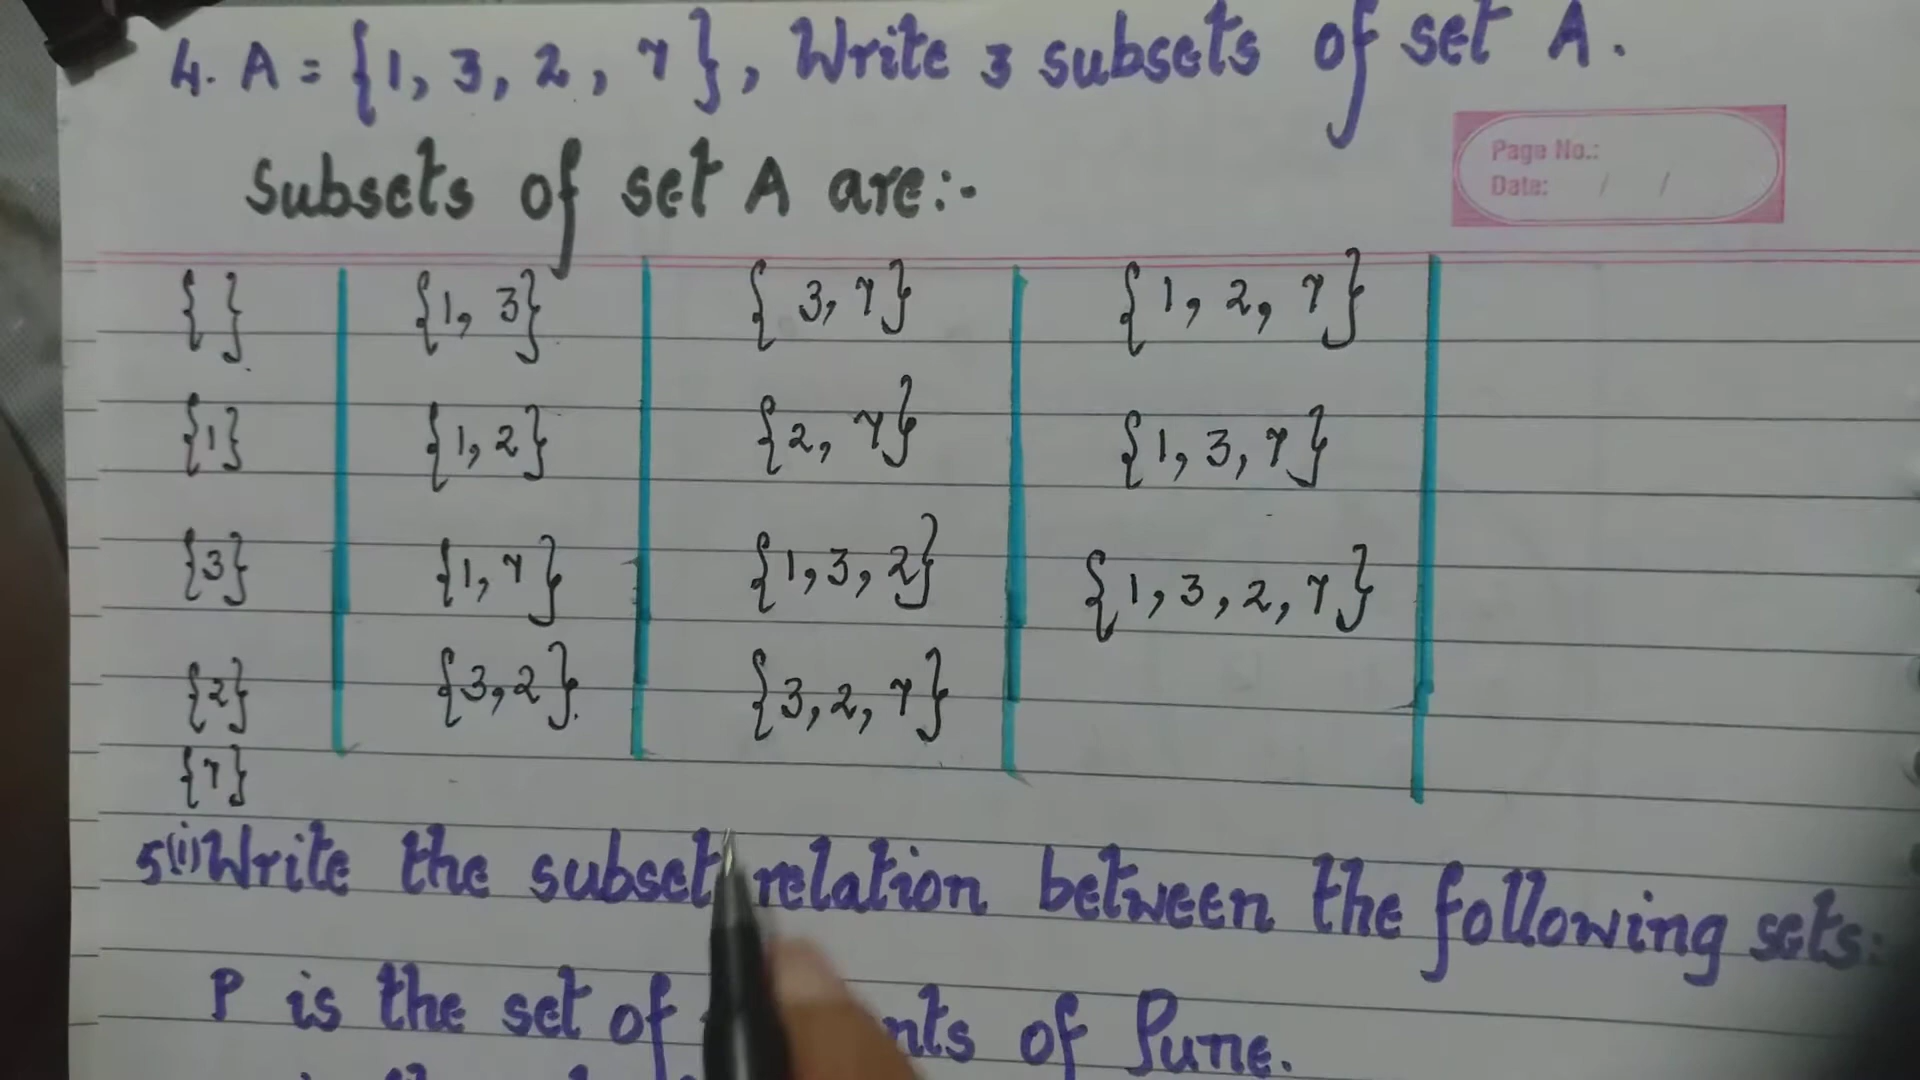 4. A = {1, 3, 2, 7}, Write 3 subsets of set A.
Page No.:
Date: / /
Subsets of set A are:-
{ } {1, 3} {3, 7} {1, 2, 7}
{1} {1, 2} {2, 7} {1, 3, 7}
{3} {1, 7} {1, 3, 2} {1, 3, 2, 7}
{2} {3, 2}. {3, 2, 7}
{7}
5(i) Write the subset relation between the following sets:
P is the set of of Pune.